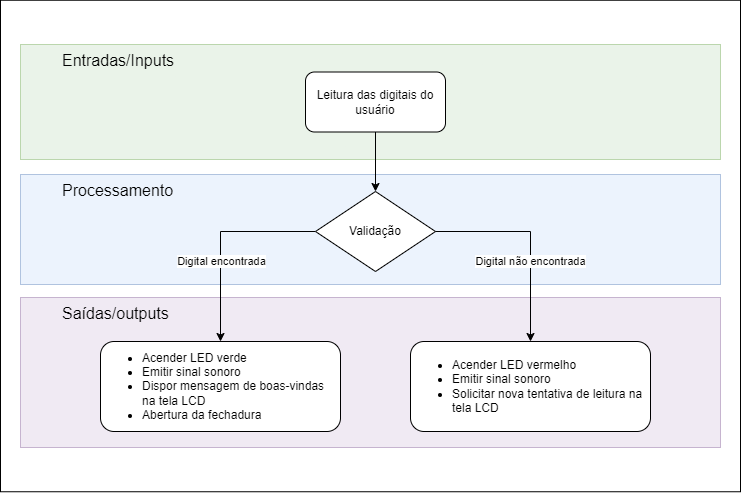 Entradas/Inputs
Leitura das digitais do
usuário
Processamento
Validação
Digital encontrada
Digital não encontrada
Saídas/outputs
• Acender LED verde
• Emitir sinal sonoro
• Dispor mensagem de boas-vindas
na tela LCD
• Abertura da fechadura
• Acender LED vermelho
• Emitir sinal sonoro
• Solicitar nova tentativa de leitura na
tela LCD